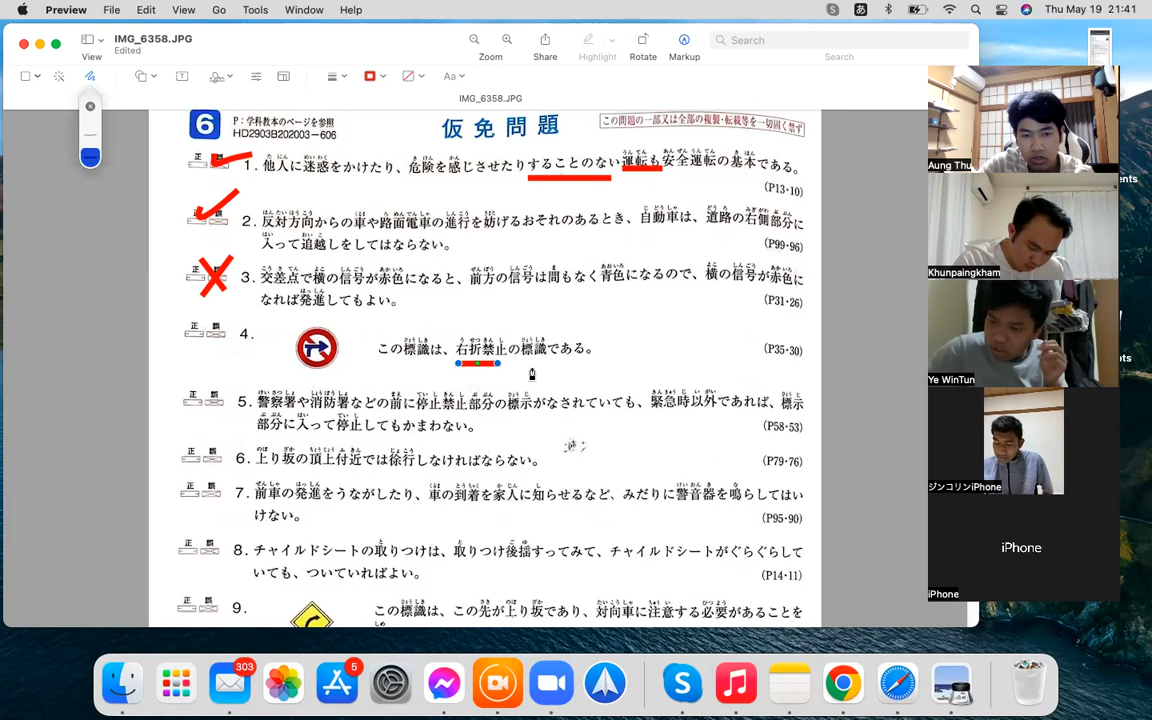 Preview File Edit View Go Tools Window Help
あ
Thu May 19 21:41
IMG_6358.JPG
Edited
View
Zoom
Share
Highlight
Rotate
Markup
Search
Search
Aa
IMG_6358.JPG
6
P:学科教本のページを参照
HD2903B202003-606
仮免問題
この問題の一部又は全部の複製・転載等を一切固く禁ず
正 誤
1. 他人に迷惑をかけたり、危険を感じさせたりすることのない運転も安全運転の基本である。
(P13・10)
正 誤
2. 反対方向からの車や路面電車の進行を妨げるおそれのあるとき、自動車は、道路の右側部分に
入って追越しをしてはならない。
(P99・96)
正 誤
3. 交差点で横の信号が赤色になると、前方の信号は間もなく青色になるので、横の信号が赤色に
なれば発進してもよい。
(P31・26)
正 誤
4.
この標識は、右折禁止の標識である。
(P35・30)
正 誤
5. 警察署や消防署などの前に停止禁止部分の標示がなされていても、緊急時以外であれば、標示
部分に入って停止してもかまわない。
(P58・53)
正 誤
6. 上り坂の頂上付近では徐行しなければならない。
(P79・76)
正 誤
7. 前車の発進をうながしたり、車の到着を家人に知らせるなど、みだりに警音器を鳴らしてはい
けない。
(P95・90)
正 誤
8. チャイルドシートの取りつけは、取りつけ後揺すってみて、チャイルドシートがぐらぐらして
いても、ついていればよい。
(P14・11)
正 誤
9.
この標識は、この先が上り坂であり、対向車に注意する必要があることを
Aung Thu
Khunpaingkham
Ye WinTun
ジンコリンiPhone
iPhone
iPhone
ents
ts
303
5